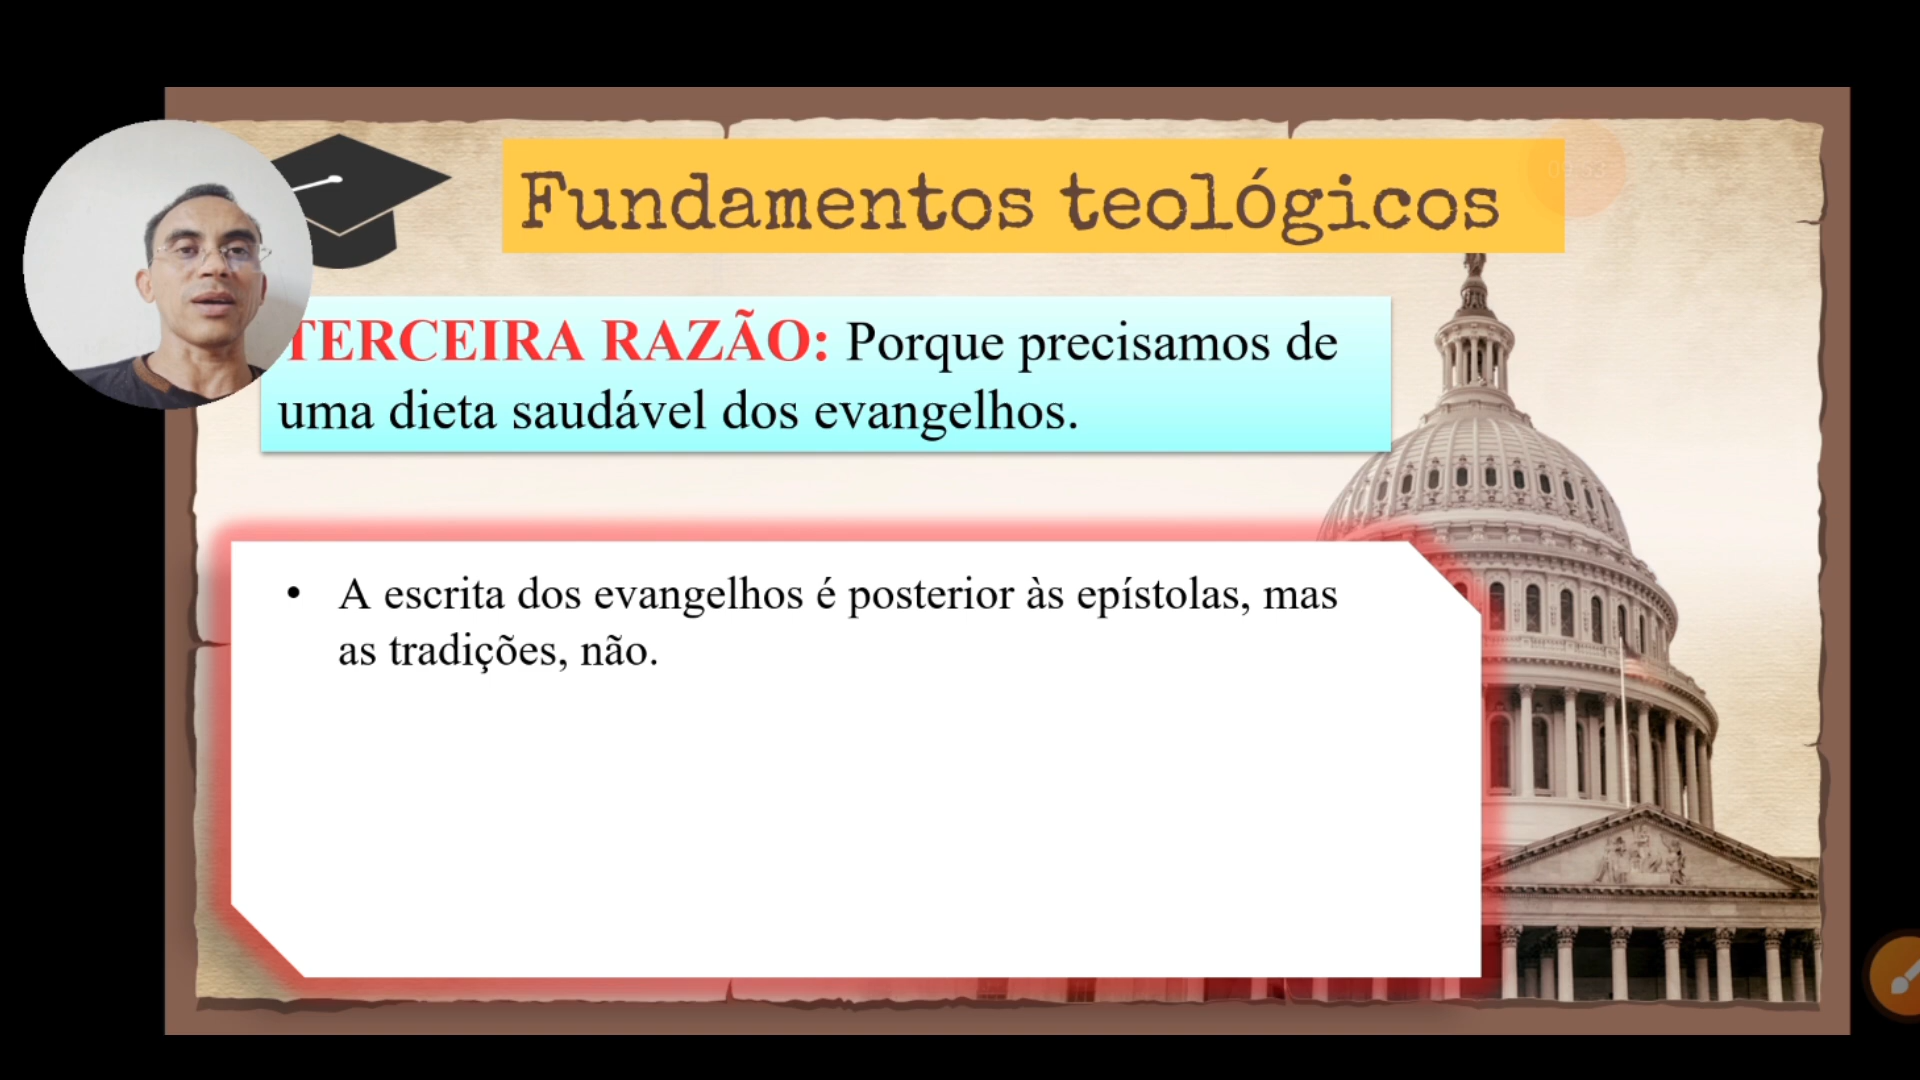 Fundamentos teológicos
TERCEIRA RAZÃO: Porque precisamos de
uma dieta saudável dos evangelhos.
• A escrita dos evangelhos é posterior às epístolas, mas
as tradições, não.